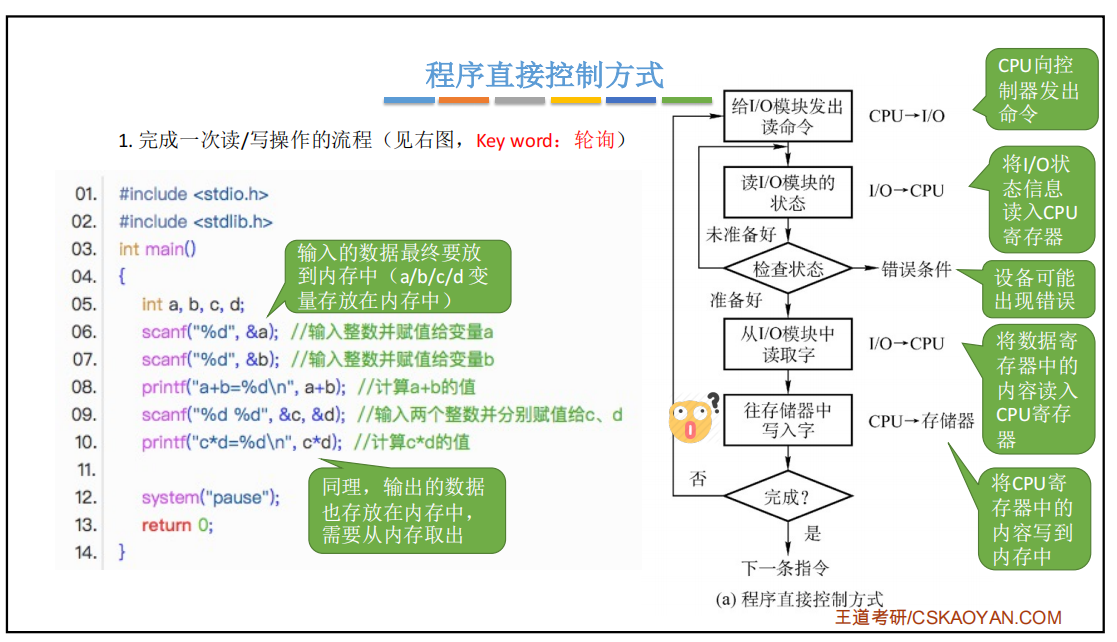 程序直接控制方式
1. 完成一次读/写操作的流程（见右图，Key word：轮询）
01. #include <stdio.h>
02. #include <stdlib.h>
03. int main()
04. {
05. int a, b, c, d;
06. scanf("%d", &a); //输入整数并赋值给变量a
07. scanf("%d", &b); //输入整数并赋值给变量b
08. printf("a+b=%d\n", a+b); //计算a+b的值
09. scanf("%d %d", &c, &d); //输入两个整数并分别赋值给c、d
10. printf("c*d=%d\n", c*d); //计算c*d的值
11.
12. system("pause");
13. return 0;
14. }
输入的数据最终要放
到内存中（a/b/c/d 变
量存放在内存中）
同理，输出的数据
也存放在内存中，
需要从内存取出
给I/O模块发出
读命令
CPU→I/O
CPU向控
制器发出
命令
读I/O模块的
状态
I/O→CPU
将I/O状
态信息
读入CPU
寄存器
未准备好
检查状态
错误条件
设备可能
出现错误
准备好
从I/O模块中
读取字
I/O→CPU
将数据寄
存器中的
内容读入
CPU寄存
器
往存储器中
写入字
CPU→存储器
将CPU寄
存器中的
内容写到
内存中
否
完成？
是
下一条指令
(a) 程序直接控制方式
王道考研/CSKAOYAN.COM